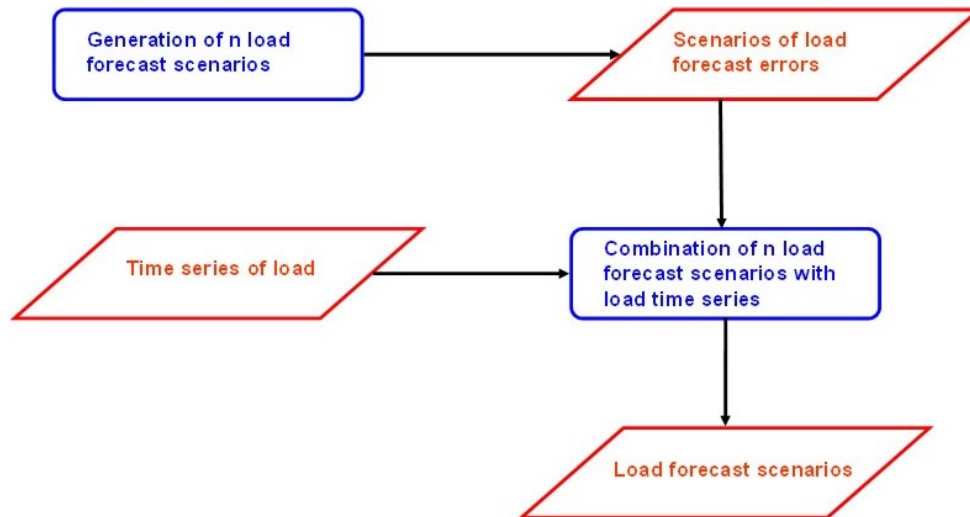 Generation of n load
forecast scenarios
Scenarios of load
forecast errors
Time series of load
Combination of n load
forecast scenarios with
load time series
Load forecast scenarios